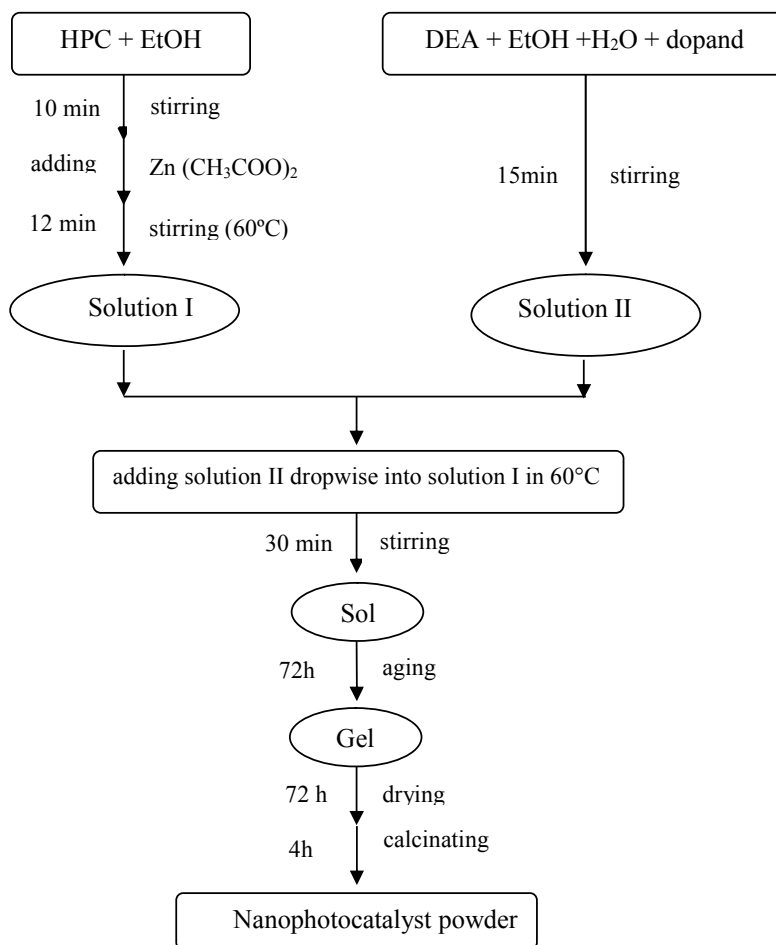 HPC + EtOH
DEA + EtOH +H₂O + dopand
10 min stirring
adding Zn (CH₃COO)₂
12 min stirring (60ºC)
15min stirring
Solution I
Solution II
adding solution II dropwise into solution I in 60°C
30 min stirring
Sol
72h aging
Gel
72 h drying
4h calcinating
Nanophotocatalyst powder